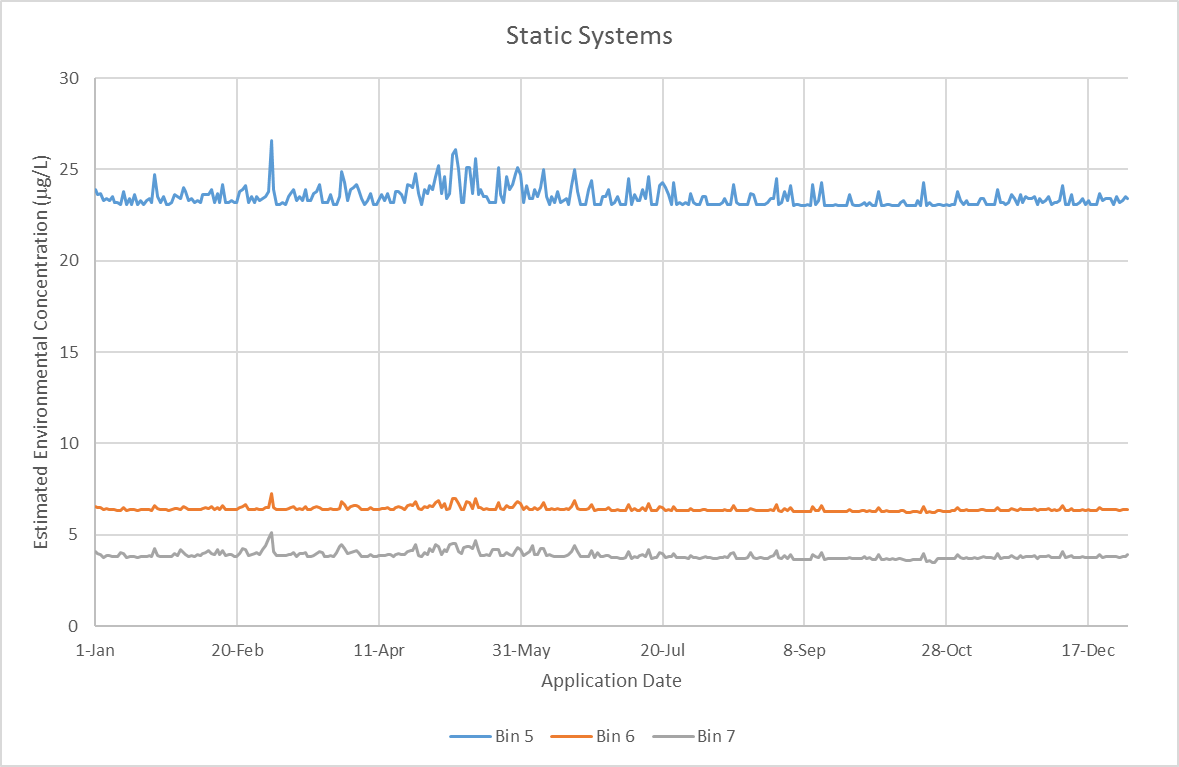 Static Systems
Estimated Environmental Concentration (µg/L)
30
25
20
15
10
5
0
1-Jan 20-Feb 11-Apr 31-May 20-Jul 8-Sep 28-Oct 17-Dec
Application Date
Bin 5 Bin 6 Bin 7